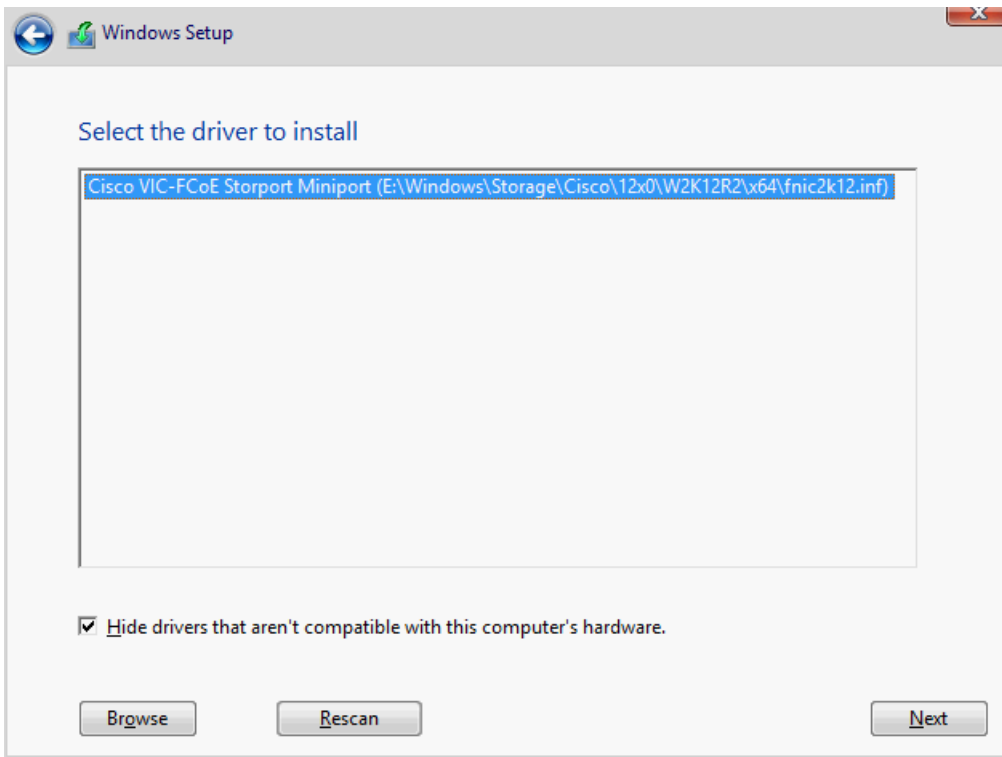 Windows Setup
Select the driver to install
Cisco VIC-FCoE Storport Miniport (E:\Windows\Storage\Cisco\12x0\W2K12R2\x64\fnic2k12.inf)
Hide drivers that aren't compatible with this computer's hardware.
Browse Rescan Next